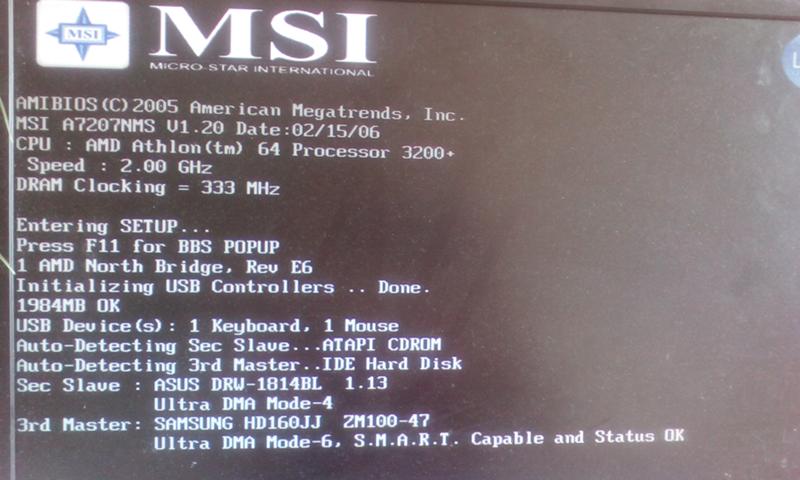 MSI
MSI
MICRO-STAR INTERNATIONAL
AMIBIOS(C)2005 American Megatrends, Inc.
MSI A7207NMS V1.20 Date:02/15/06
CPU : AMD Athlon(tm) 64 Processor 3200+
Speed : 2.00 GHz
DRAM Clocking = 333 MHz
Entering SETUP...
Press F11 for BBS POPUP
1 AMD North Bridge, Rev E6
Initializing USB Controllers .. Done.
1984MB OK
USB Device(s): 1 Keyboard, 1 Mouse
Auto-Detecting Sec Slave...ATAPI CDROM
Auto-Detecting 3rd Master..IDE Hard Disk
Sec Slave : ASUS DRW-1814BL 1.13
Ultra DMA Mode-4
3rd Master: SAMSUNG HD160JJ ZM100-47
Ultra DMA Mode-6, S.M.A.R.T. Capable and Status OK